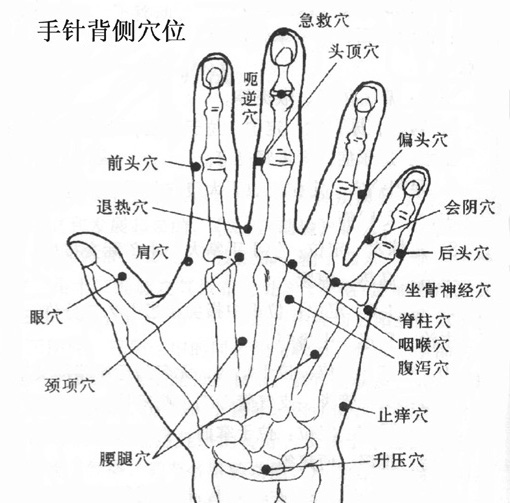 手针背侧穴位
急救穴
头顶穴
呃逆穴
偏头穴
前头穴
退热穴
会阴穴
肩穴
后头穴
眼穴
坐骨神经穴
脊柱穴
咽喉穴
腹泻穴
颈项穴
止痒穴
腰腿穴
升压穴